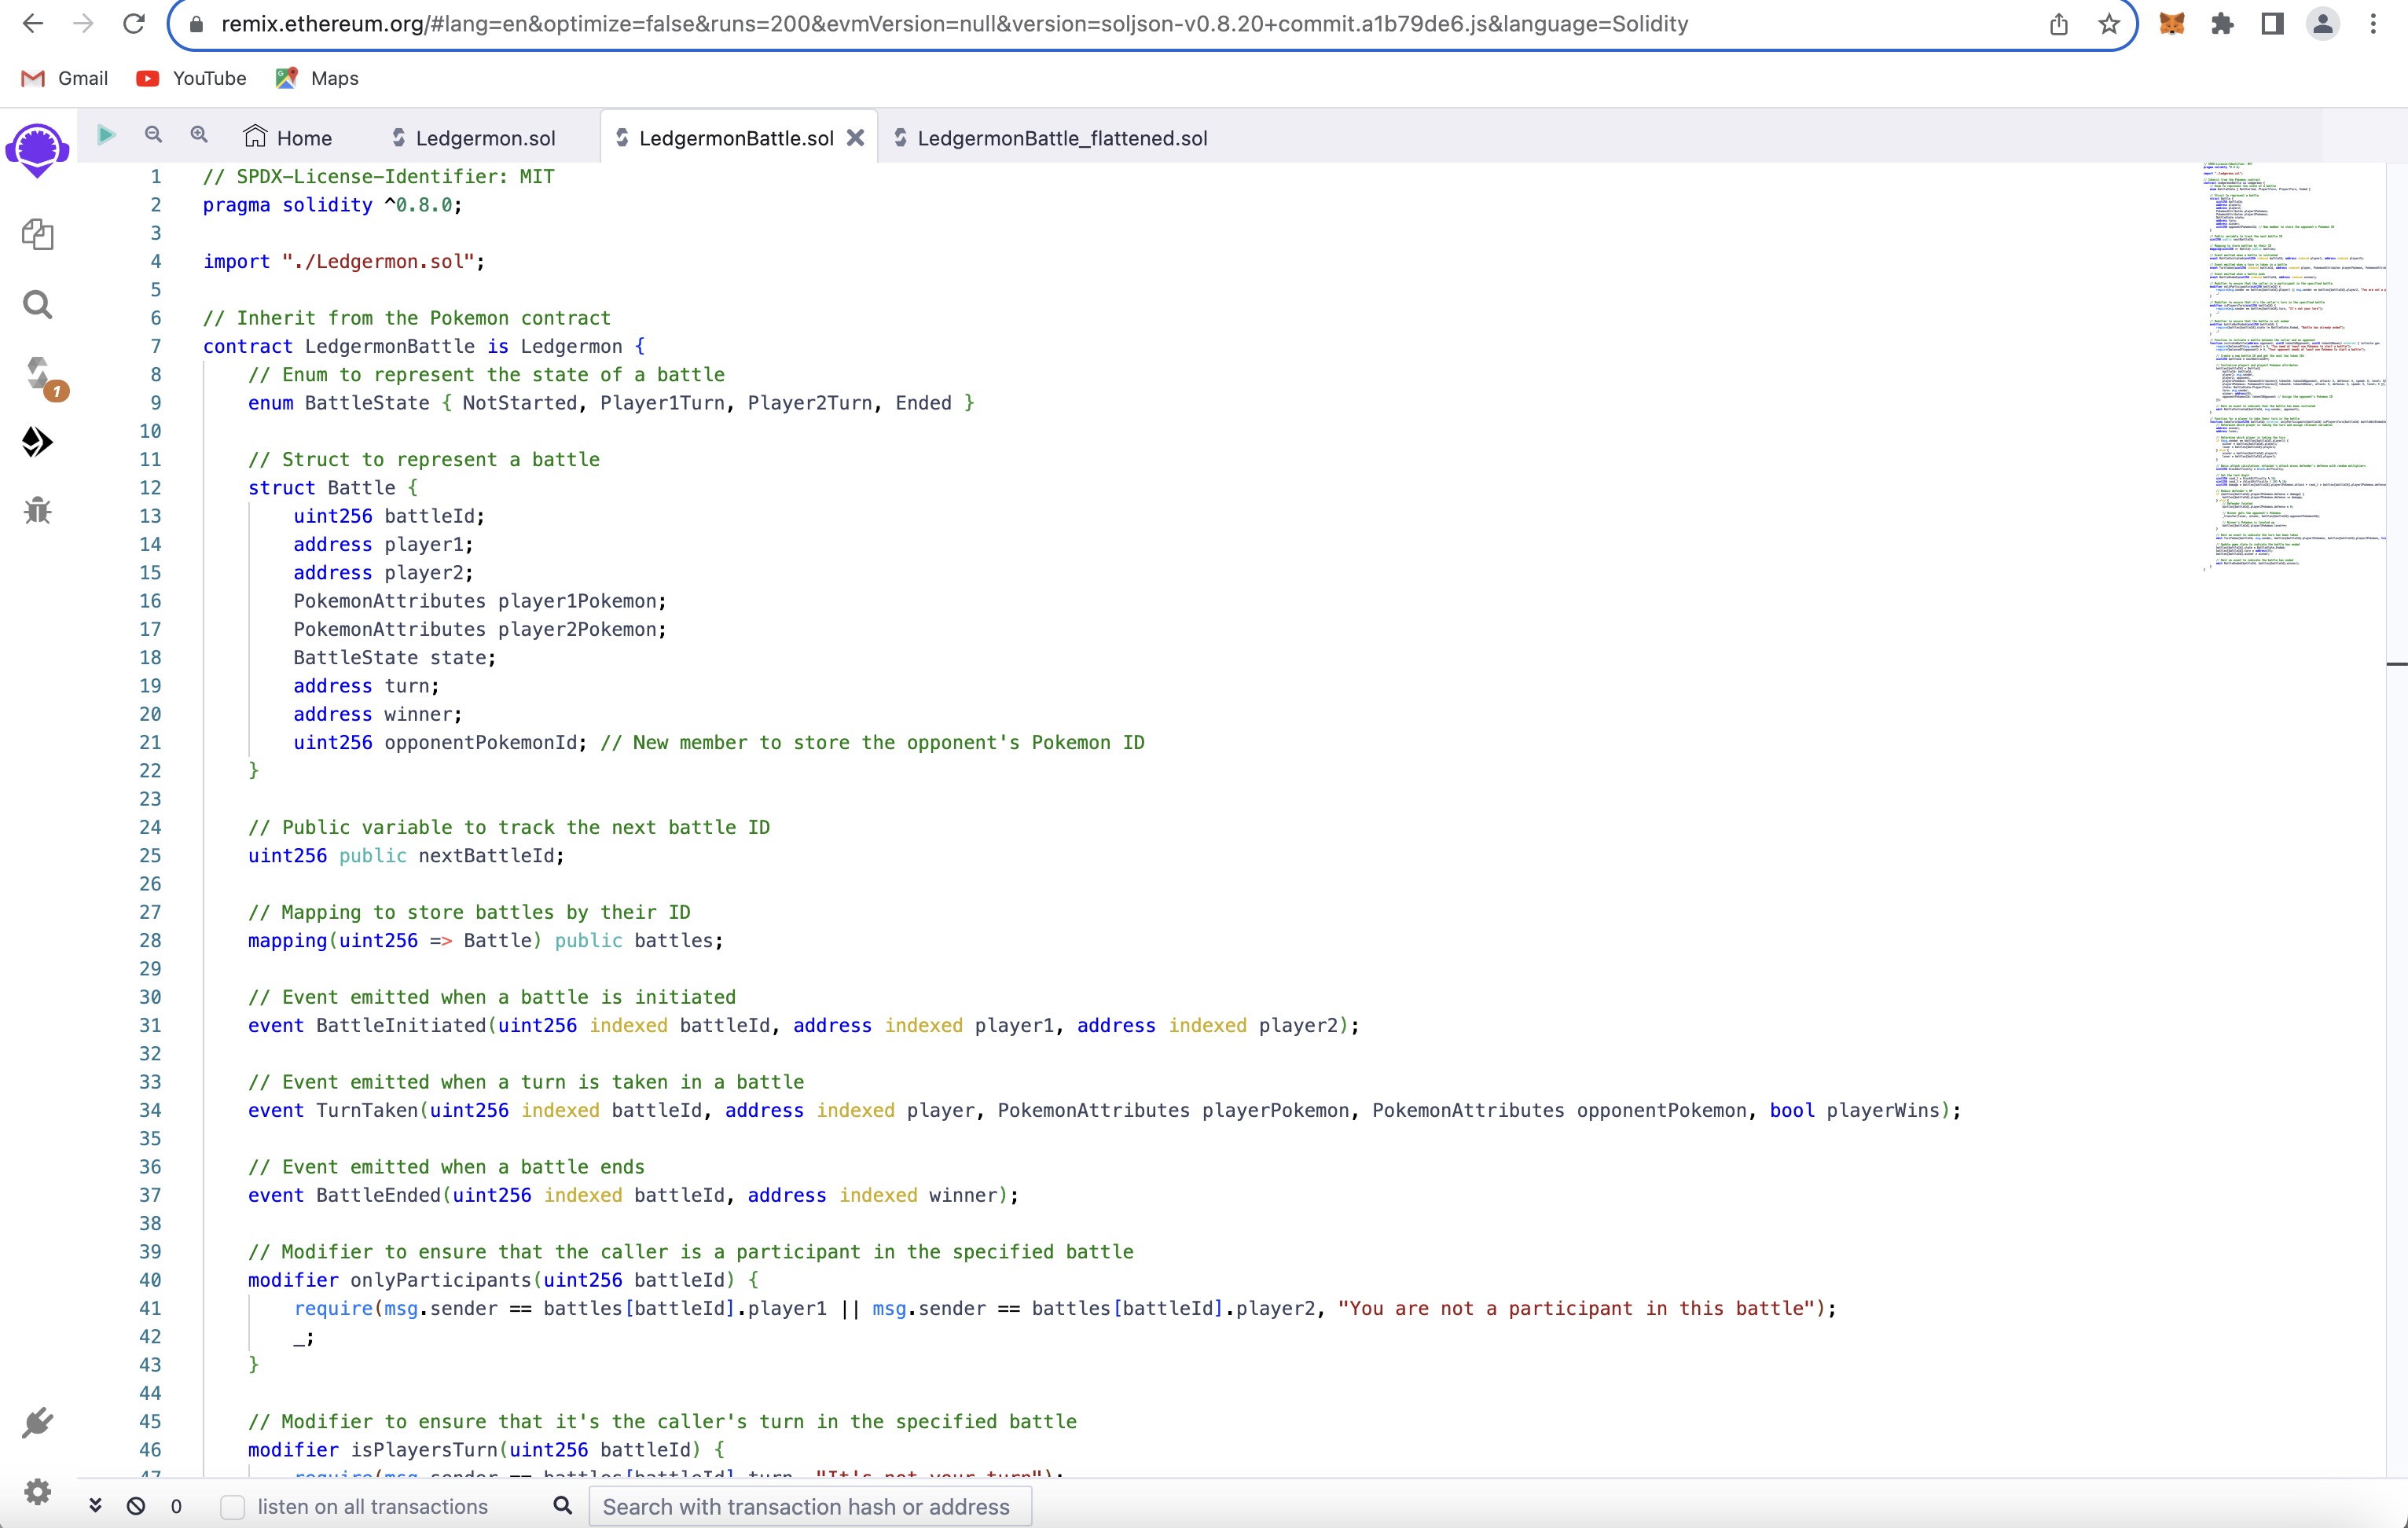 remix.ethereum.org/#lang=en&optimize=false&runs=200&evmVersion=null&version=soljson-v0.8.20+commit.a1b79de6.js&language=Solidity
Gmail YouTube Maps
Home Ledgermon.sol LedgermonBattle.sol LedgermonBattle_flattened.sol
1 // SPDX-License-Identifier: MIT
2 pragma solidity ^0.8.0;
3
4 import "./Ledgermon.sol";
5
6 // Inherit from the Pokemon contract
7 contract LedgermonBattle is Ledgermon {
8 // Enum to represent the state of a battle
9 enum BattleState { NotStarted, Player1Turn, Player2Turn, Ended }
10
11 // Struct to represent a battle
12 struct Battle {
13 uint256 battleId;
14 address player1;
15 address player2;
16 PokemonAttributes player1Pokemon;
17 PokemonAttributes player2Pokemon;
18 BattleState state;
19 address turn;
20 address winner;
21 uint256 opponentPokemonId; // New member to store the opponent's Pokemon ID
22 }
23
24 // Public variable to track the next battle ID
25 uint256 public nextBattleId;
26
27 // Mapping to store battles by their ID
28 mapping(uint256 => Battle) public battles;
29
30 // Event emitted when a battle is initiated
31 event BattleInitiated(uint256 indexed battleId, address indexed player1, address indexed player2);
32
33 // Event emitted when a turn is taken in a battle
34 event TurnTaken(uint256 indexed battleId, address indexed player, PokemonAttributes playerPokemon, PokemonAttributes opponentPokemon, bool playerWins);
35
36 // Event emitted when a battle ends
37 event BattleEnded(uint256 indexed battleId, address indexed winner);
38
39 // Modifier to ensure that the caller is a participant in the specified battle
40 modifier onlyParticipants(uint256 battleId) {
41 require(msg.sender == battles[battleId].player1 || msg.sender == battles[battleId].player2, "You are not a participant in this battle");
42 _;
43 }
44
45 // Modifier to ensure that it's the caller's turn in the specified battle
46 modifier isPlayersTurn(uint256 battleId) {
47 require(msg.sender == battles[battleId].turn, "It's not your turn");
1
0 listen on all transactions Search with transaction hash or address